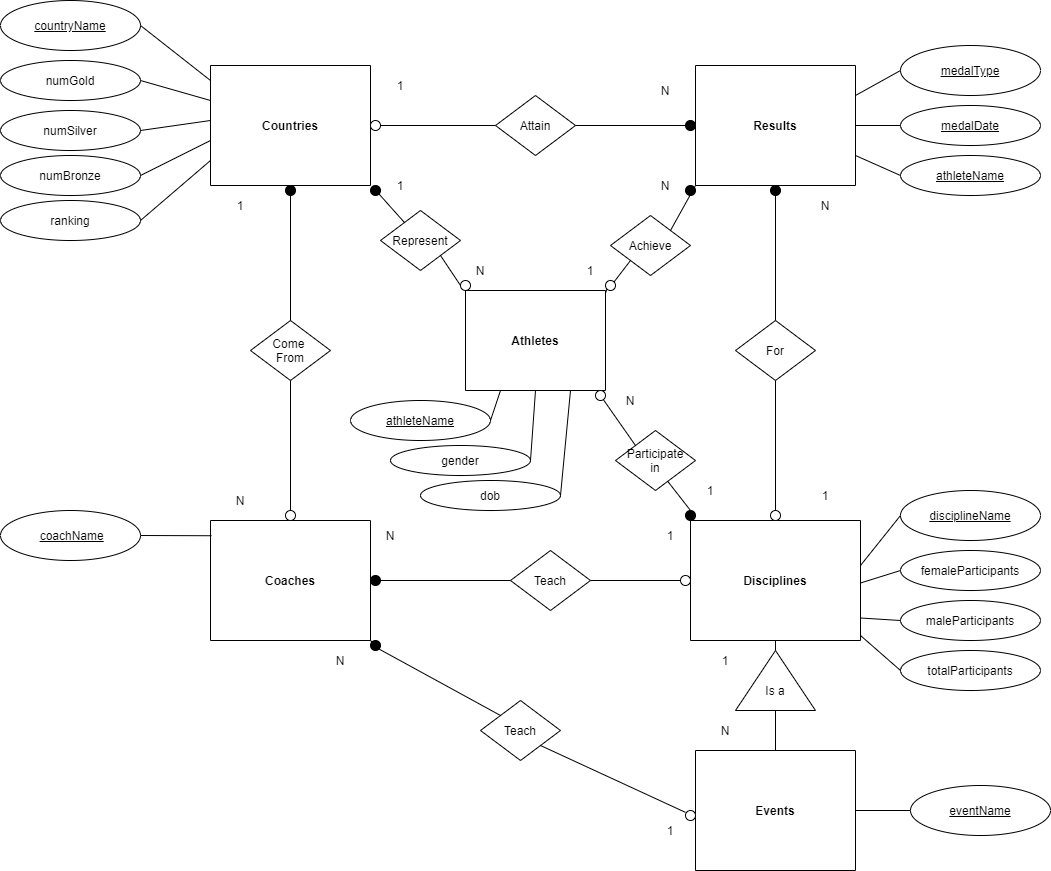 countryName
numGold
numSilver
numBronze
ranking
Countries
1
Attain
N
Results
medalType
medalDate
athleteName
1
1
N
N
Represent
N
1
Achieve
Athletes
Come
From
For
athleteName
gender
dob
N
Participate
in
1
1
N
coachName
Coaches
N
1
Teach
Disciplines
disciplineName
femaleParticipants
maleParticipants
totalParticipants
N
1
Is a
Teach
N
1
Events
eventName